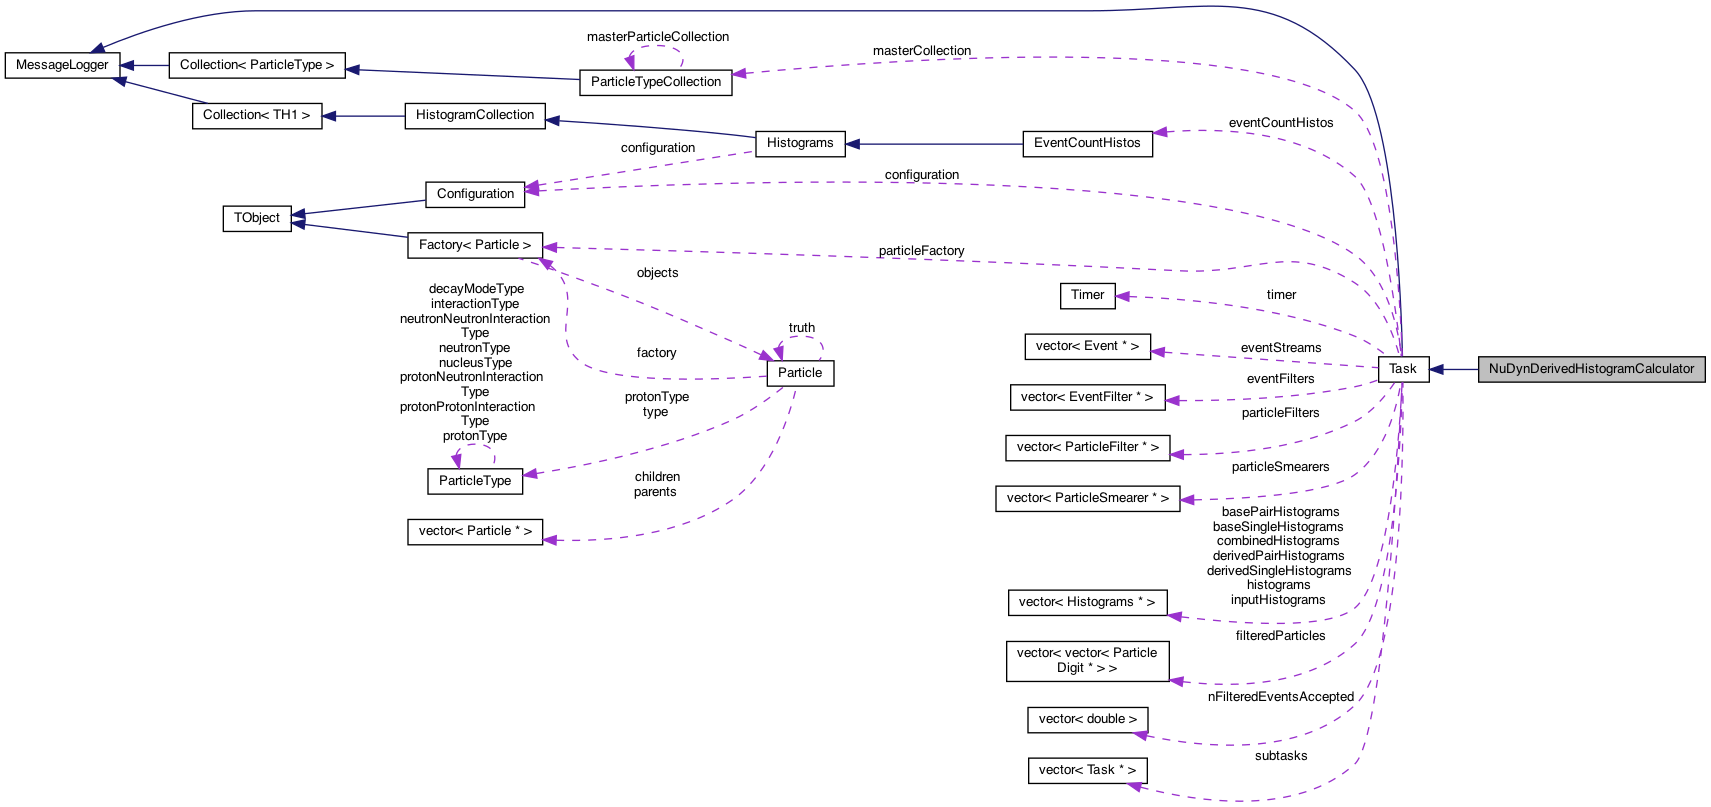 masterParticleCollection
masterCollection
MessageLogger
Collection< ParticleType >
ParticleTypeCollection
Collection< TH1 >
HistogramCollection
eventCountHistos
Histograms
EventCountHistos
configuration
configuration
Configuration
TObject
Factory< Particle >
particleFactory
objects
decayModeType
interactionType
neutronNeutronInteraction
Type
neutronType
nucleusType
protonNeutronInteraction
Type
protonProtonInteraction
Type
protonType
Timer
timer
truth
vector< Event * >
eventStreams
factory
Particle
Task
NuDynDerivedHistogramCalculator
eventFilters
vector< EventFilter * >
protonType
type
particleFilters
vector< ParticleFilter * >
particleSmearers
ParticleType
children
parents
vector< ParticleSmearer * >
vector< Particle * >
basePairHistograms
baseSingleHistograms
combinedHistograms
derivedPairHistograms
derivedSingleHistograms
histograms
inputHistograms
vector< Histograms * >
filteredParticles
vector< vector< Particle
Digit * > >
nFilteredEventsAccepted
vector< double >
subtasks
vector< Task * >